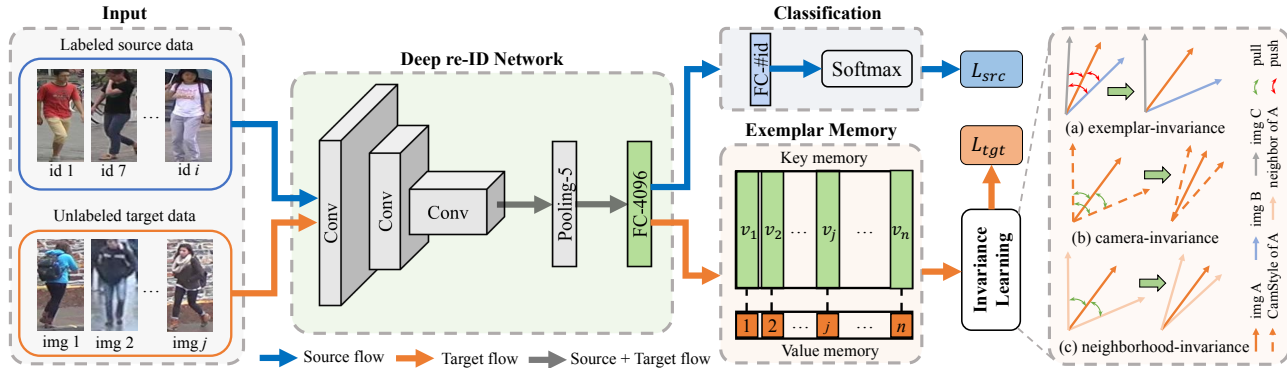 Input
Labeled source data
id 1
id 7
...
id i
Unlabeled target data
img 1
img 2
...
img j
Deep re-ID Network
Conv
Conv
Conv
Pooling-5
FC-4096
Source flow
Target flow
Source + Target flow
Classification
FC-#id
Softmax
L_src
Exemplar Memory
Key memory
v_1
v_2
...
v_j
...
v_n
1
2
...
j
...
n
Value memory
L_tgt
Invariance
Learning
(a) exemplar-invariance
(b) camera-invariance
(c) neighborhood-invariance
img A
CamStyle of A
img B
neighbor of A
img C
pull
push